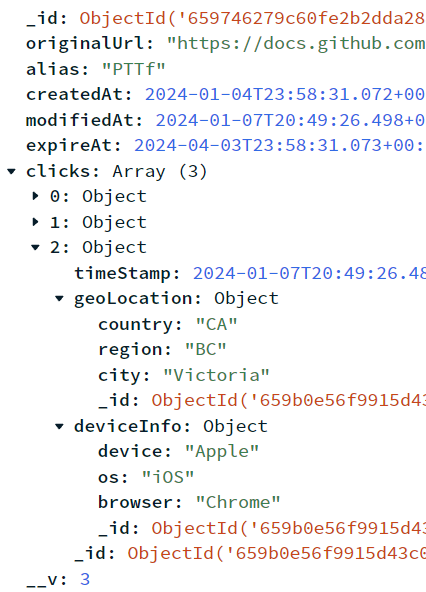 _id: ObjectId('659746279c60fe2b2dda28
originalUrl: "https://docs.github.com
alias: "PTTf"
createdAt: 2024-01-04T23:58:31.072+00
modifiedAt: 2024-01-07T20:49:26.498+0
expireAt: 2024-04-03T23:58:31.073+00:
clicks: Array (3)
0: Object
1: Object
2: Object
timeStamp: 2024-01-07T20:49:26.48
geoLocation: Object
country: "CA"
region: "BC"
city: "Victoria"
_id: ObjectId('659b0e56f9915d43
deviceInfo: Object
device: "Apple"
os: "iOS"
browser: "Chrome"
_id: ObjectId('659b0e56f9915d43
_id: ObjectId('659b0e56f9915d43c0
__v: 3